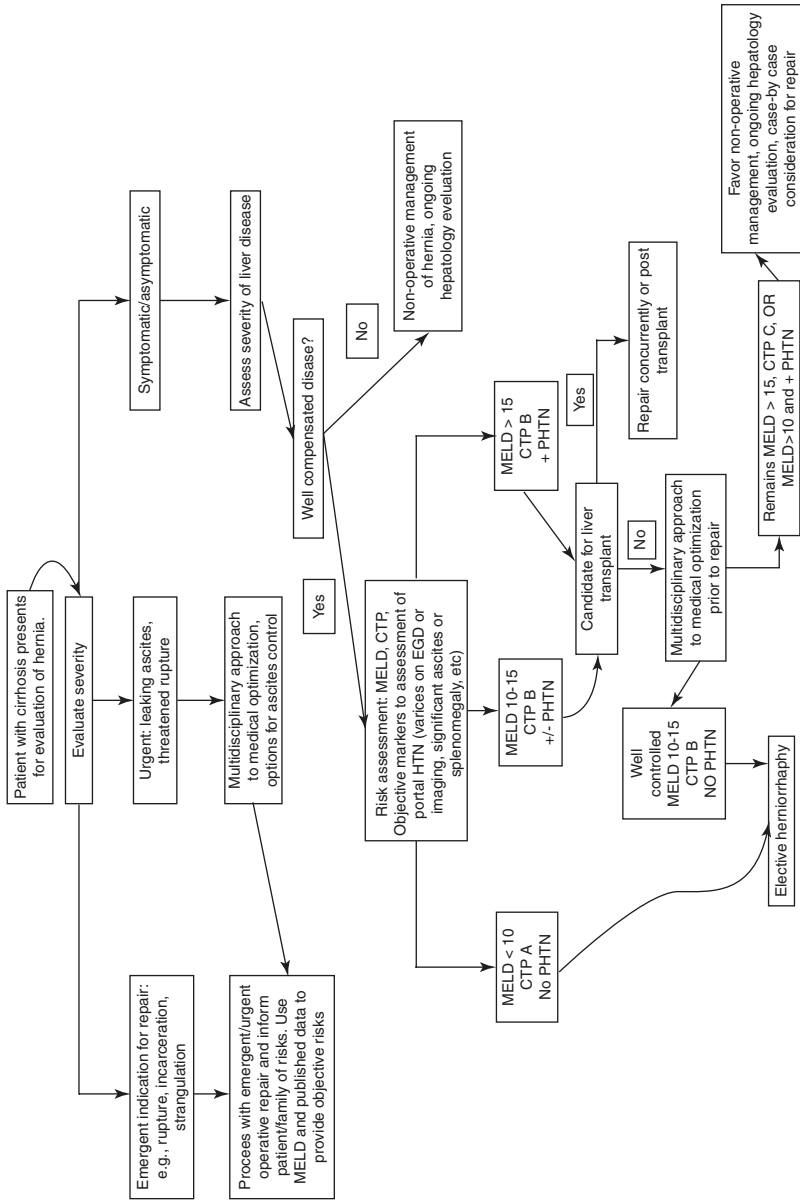 Patient with cirrhosis presents
for evaluation of hernia.
Evaluate severity
Emergent indication for repair:
e.g., rupture, incarceration,
strangulation
Urgent: leaking ascites,
threatened rupture
Symptomatic/asymptomatic
Procees with emergent/urgent
operative repair and inform
patient/family of risks. Use
MELD and published data to
provide objective risks
Multidisciplinary approach
to medical optimization,
options for ascites control
Assess severity of liver disease
Well compensated disase?
Yes
No
Risk assessment: MELD, CTP,
Objective markers to assessment of
portal HTN (varices on EGD or
imaging, significant ascites or
splenomegaly, etc)
Non-operative management
of hernia, ongoing
hepatology eveluation
MELD < 10
CTP A
No PHTN
MELD 10-15
CTP B
+/- PHTN
MELD > 15
CTP B
+ PHTN
Candidate for liver
transplant
Yes
No
Repair concurrently or post
transplant
Multidisciplinary approach
to medical optimization
prior to repair
Well
controlied
MELD 10-15
CTP B
NO PHTN
Elective herniorrhaphy
Remains MELD > 15, CTP C, OR
MELD>10 and + PHTN
Favor non-operative
management, ongoing hepatology
evaluation, case-by case
consideration for repair